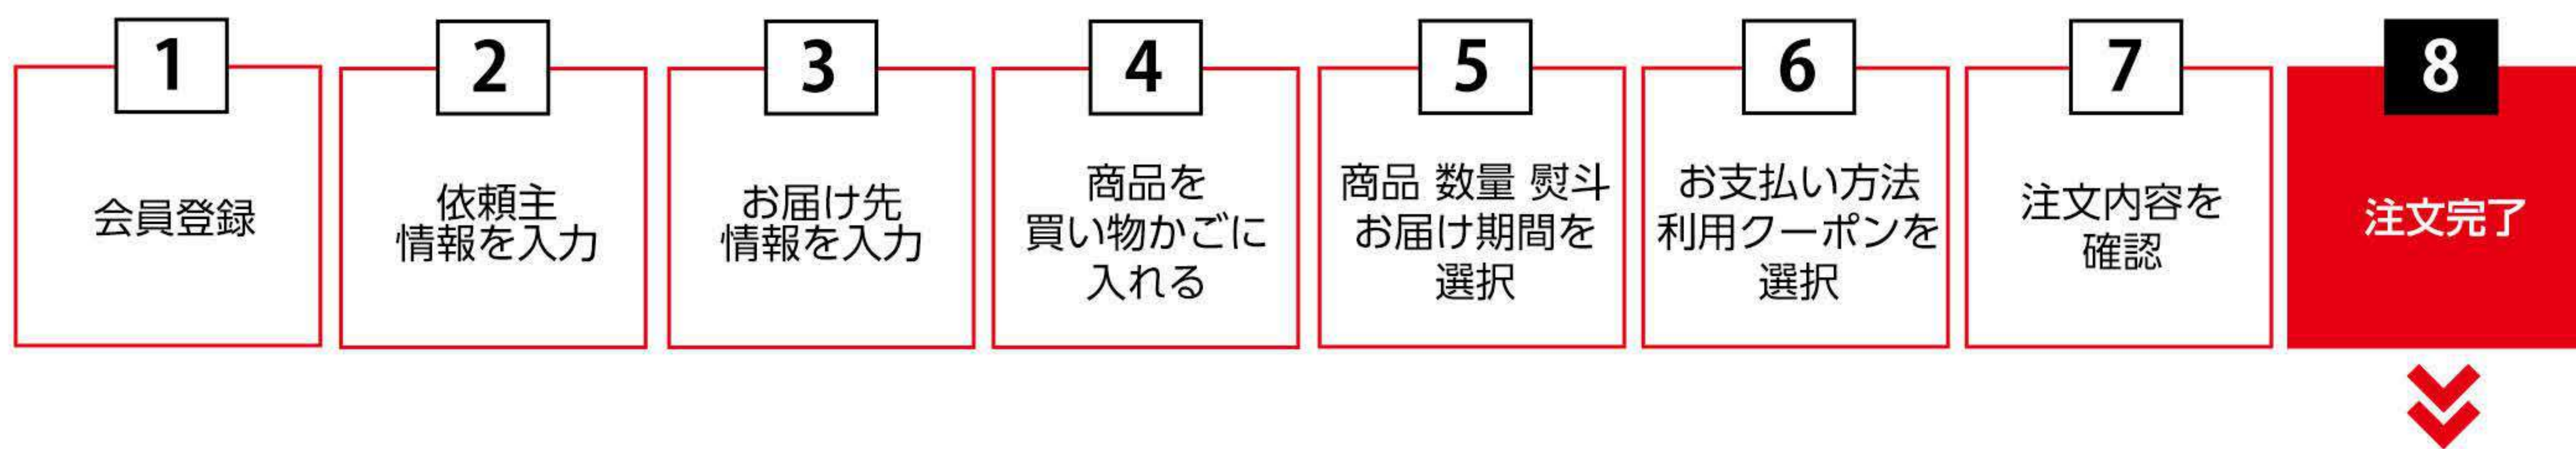 1
会員登録
2
依頼主
情報を入力
3
お届け先
情報を入力
4
商品を
買い物かごに
入れる
5
商品 数量 熨斗
お届け期間を
選択
6
お支払い方法
利用クーポンを
選択
7
注文内容を
確認
8
注文完了